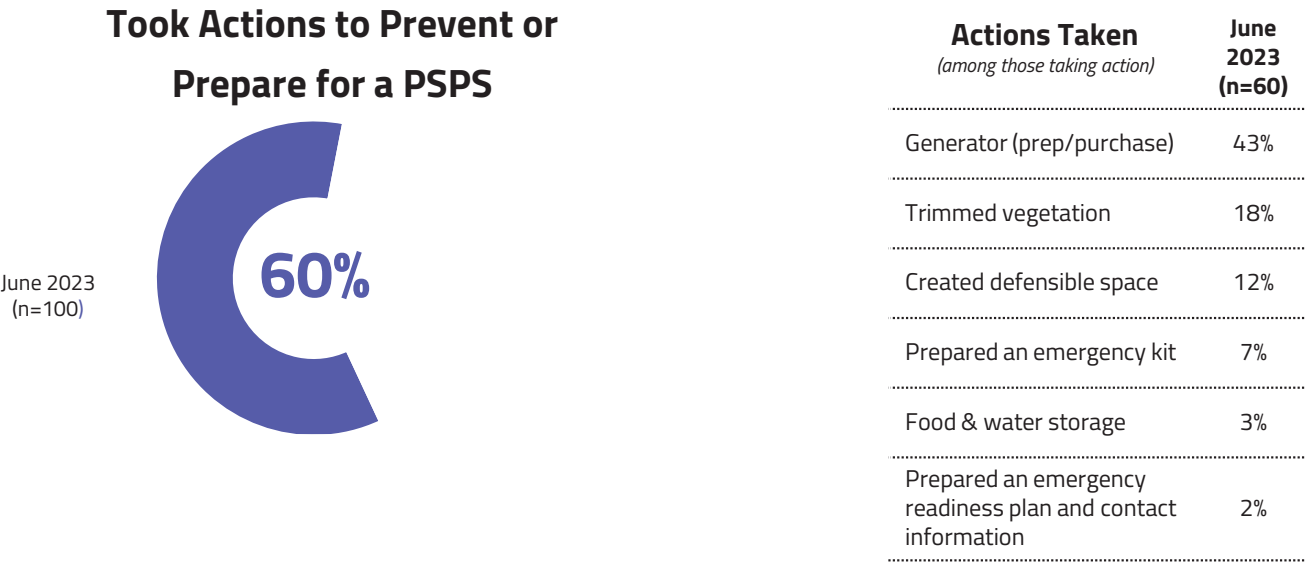 Took Actions to Prevent or
Prepare for a PSPS
June 2023
(n=100)
60%
Actions Taken
(among those taking action)
June
2023
(n=60)
Generator (prep/purchase) 43%
Trimmed vegetation 18%
Created defensible space 12%
Prepared an emergency kit 7%
Food & water storage 3%
Prepared an emergency
readiness plan and contact 2%
information